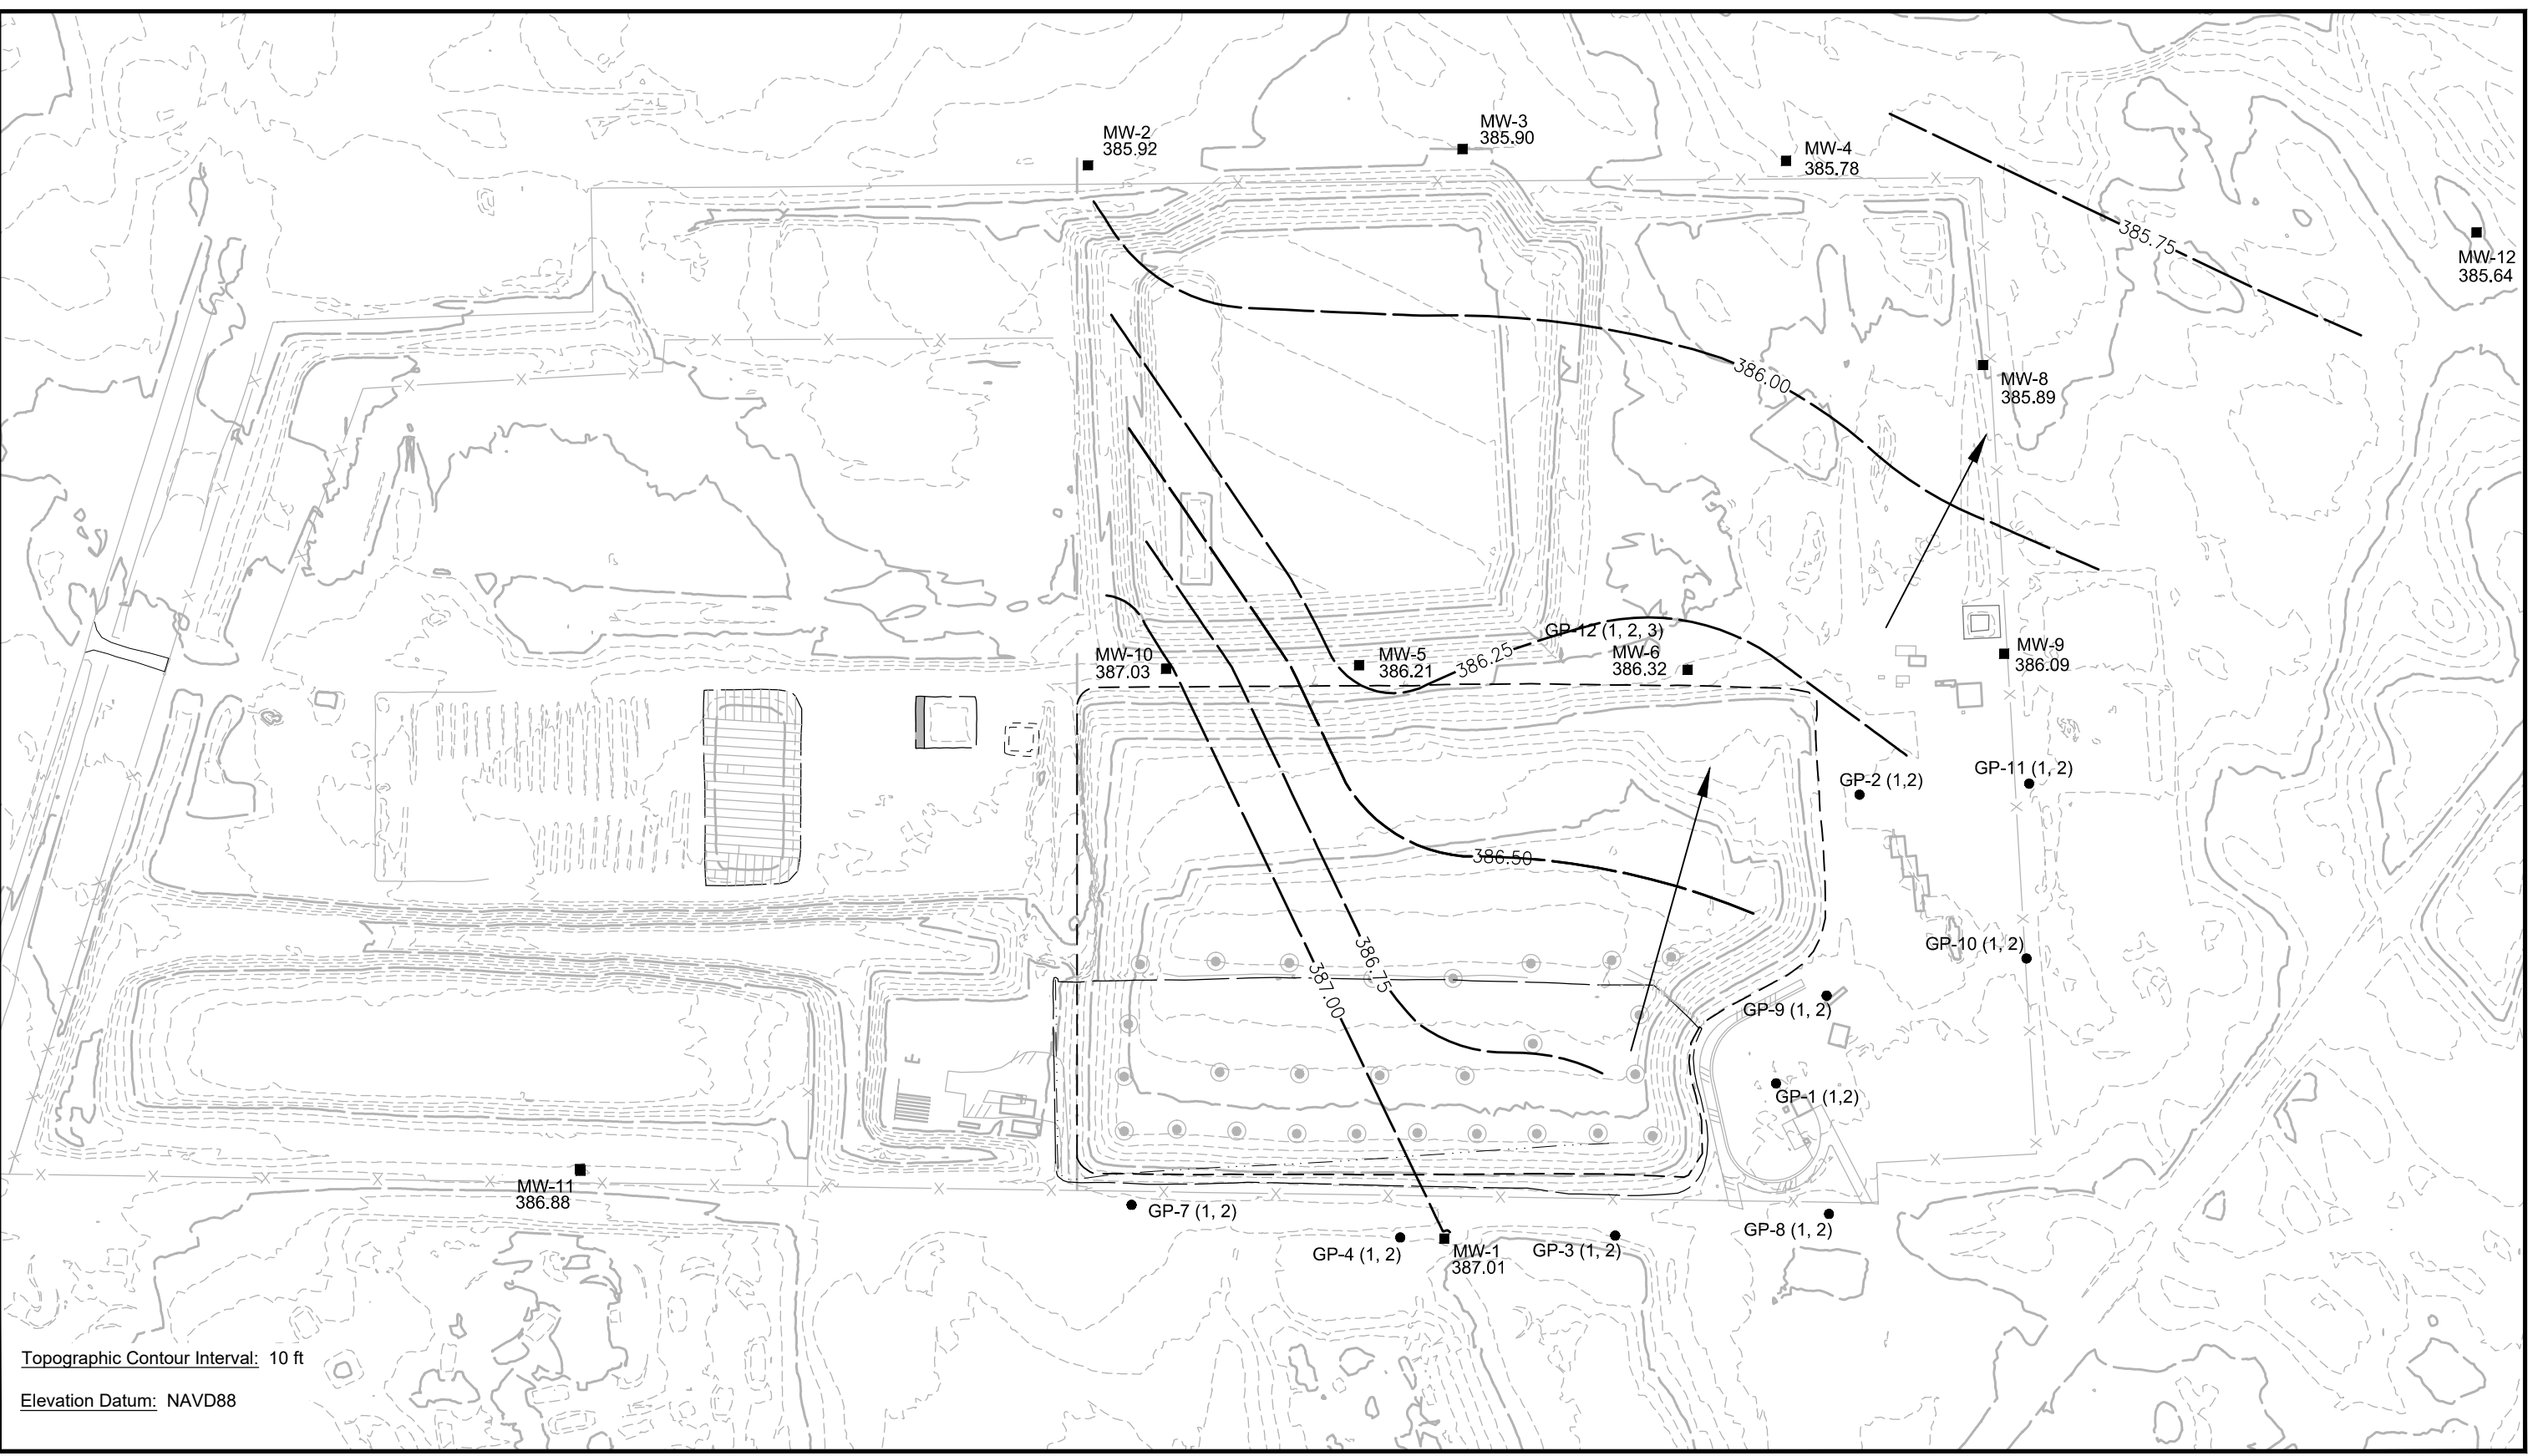 MW-2
385.92
MW-3
385.90
MW-4
385.78
385.75
MW-12
385.64
386.00
MW-8
385.89
GP-12 (1, 2, 3)
MW-10
387.03
MW-5
386.21
386.25
MW-6
386.32
MW-9
386.09
GP-2 (1,2)
GP-11 (1, 2)
386.50
GP-10 (1, 2)
386.75
387.00
GP-9 (1, 2)
GP-1 (1,2)
MW-11
386.88
GP-7 (1, 2)
GP-4 (1, 2)
MW-1
387.01
GP-3 (1, 2)
GP-8 (1, 2)
Topographic Contour Interval: 10 ft
Elevation Datum: NAVD88